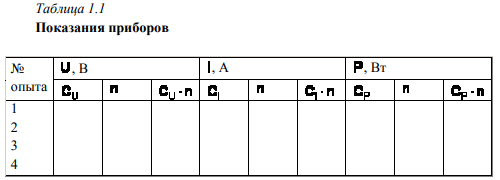 Таблица 1.1
Показания приборов
№ опыта U, В I, А P, Вт
C_U n C_U · n C_I n C_I · n C_P n C_P · n
1
2
3
4